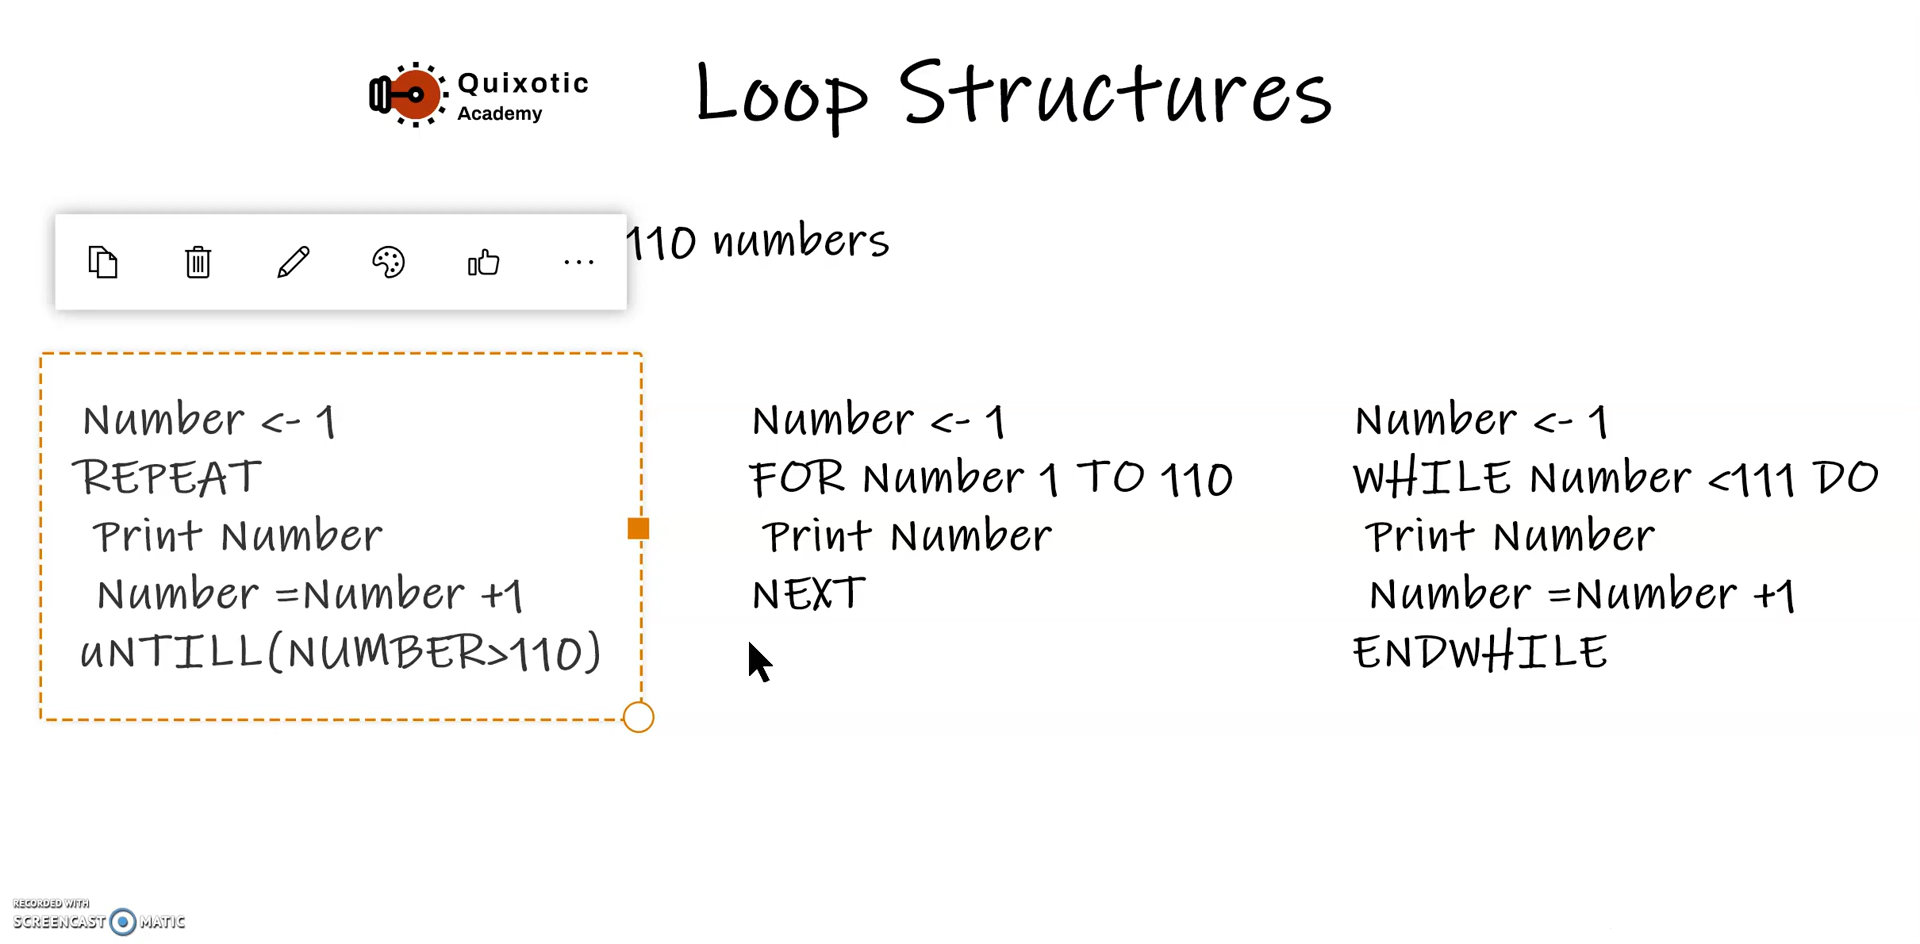 Quixotic
Academy
Loop Structures
110 numbers
Number <- 1
REPEAT
Print Number
Number =Number +1
uNTILL(NUMBER>110)
Number <- 1
FOR Number 1 TO 110
Print Number
NEXT
Number <- 1
WHILE Number <111 DO
Print Number
Number =Number +1
ENDWHILE
RECORDED WITH
SCREENCAST MATIC